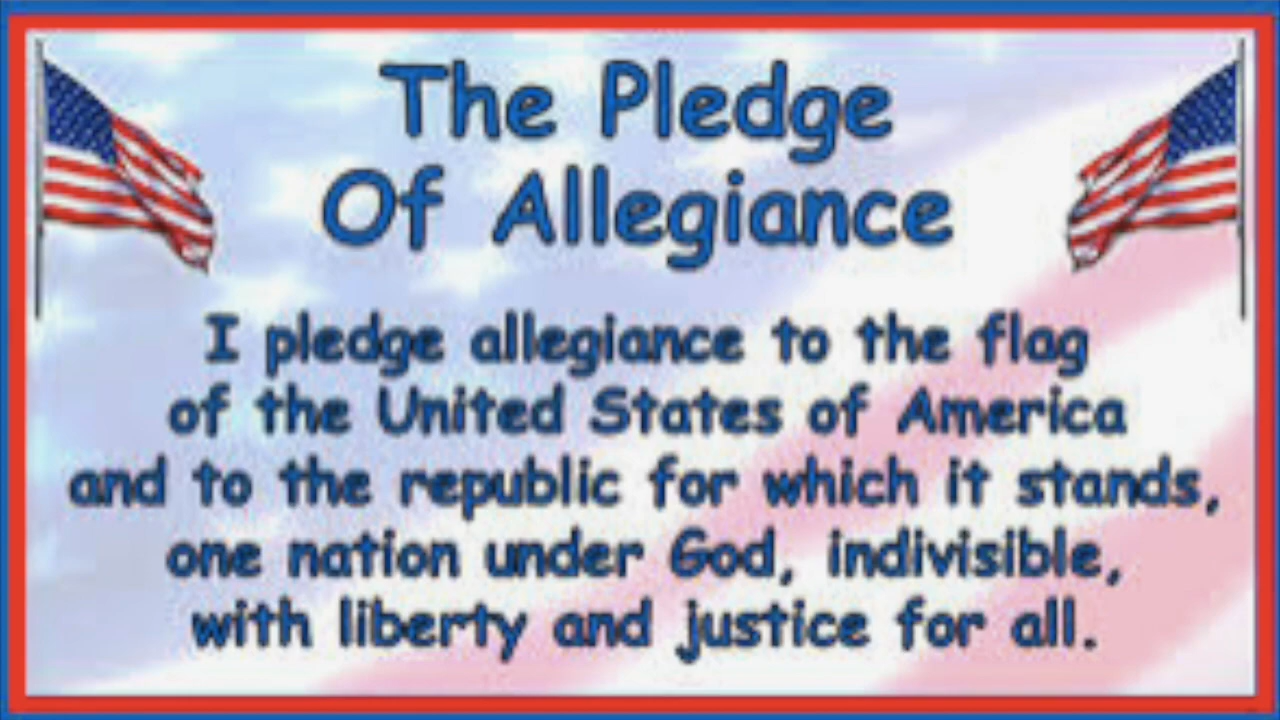 The Pledge
Of Allegiance
I pledge allegiance to the flag
of the United States of America
and to the republic for which it stands,
one nation under God, indivisible,
with liberty and justice for all.